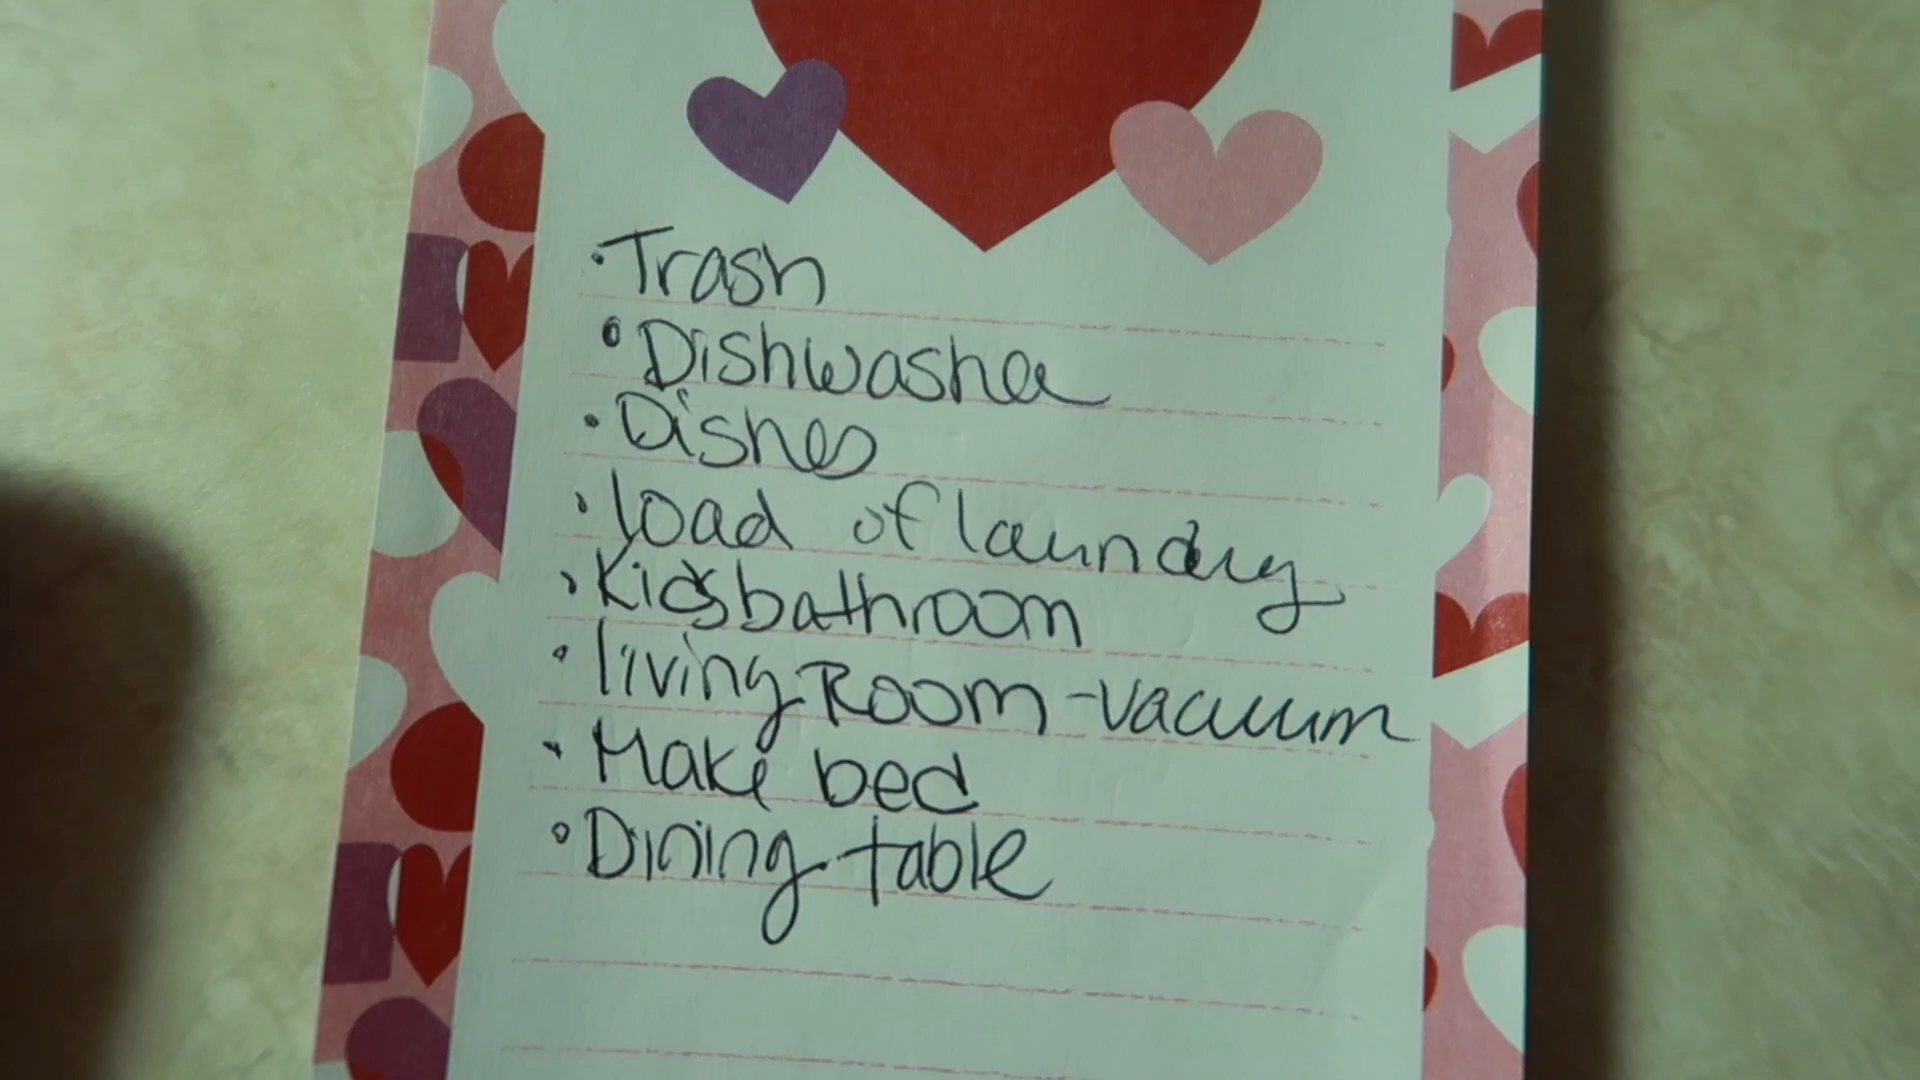 · Trash
· Dishwasher
· Dishes
· load of laundry
· Kids bathroom
· living Room - vacuum
· Make bed
· Dining table